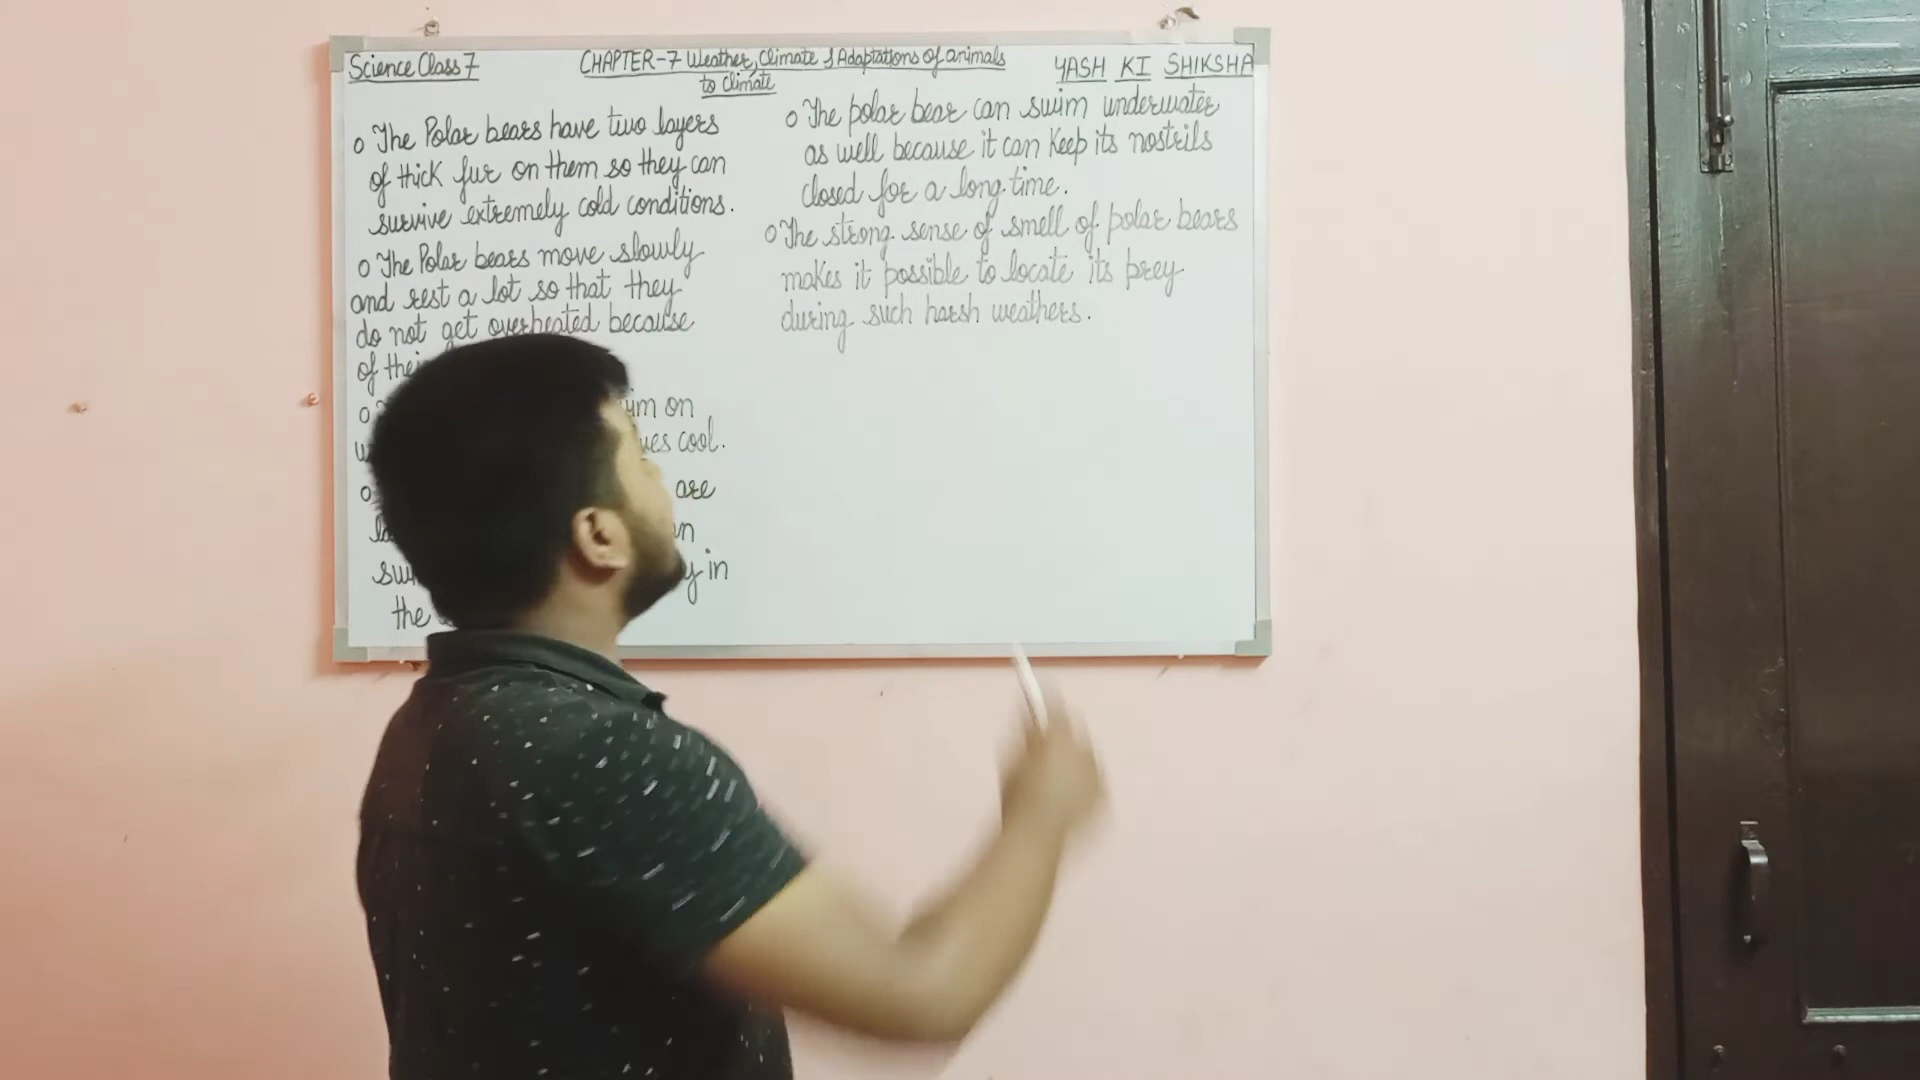 Science Class 7
CHAPTER-7 Weather, Climate & Adaptations of animals
to Climate
YASH KI SHIKSHA
o The Polar bears have two layers
of thick fur on them so they can
survive extremely cold conditions.
o The Polar bears move slowly
and rest a lot so that they
do not get overheated because
of
o on
cool.
o are
in
the
o The polar bear can swim underwater
as well because it can Keep its nostrils
closed for a long time.
o The strong sense of smell of polar bears
makes it possible to locate its prey
during such harsh weathers.